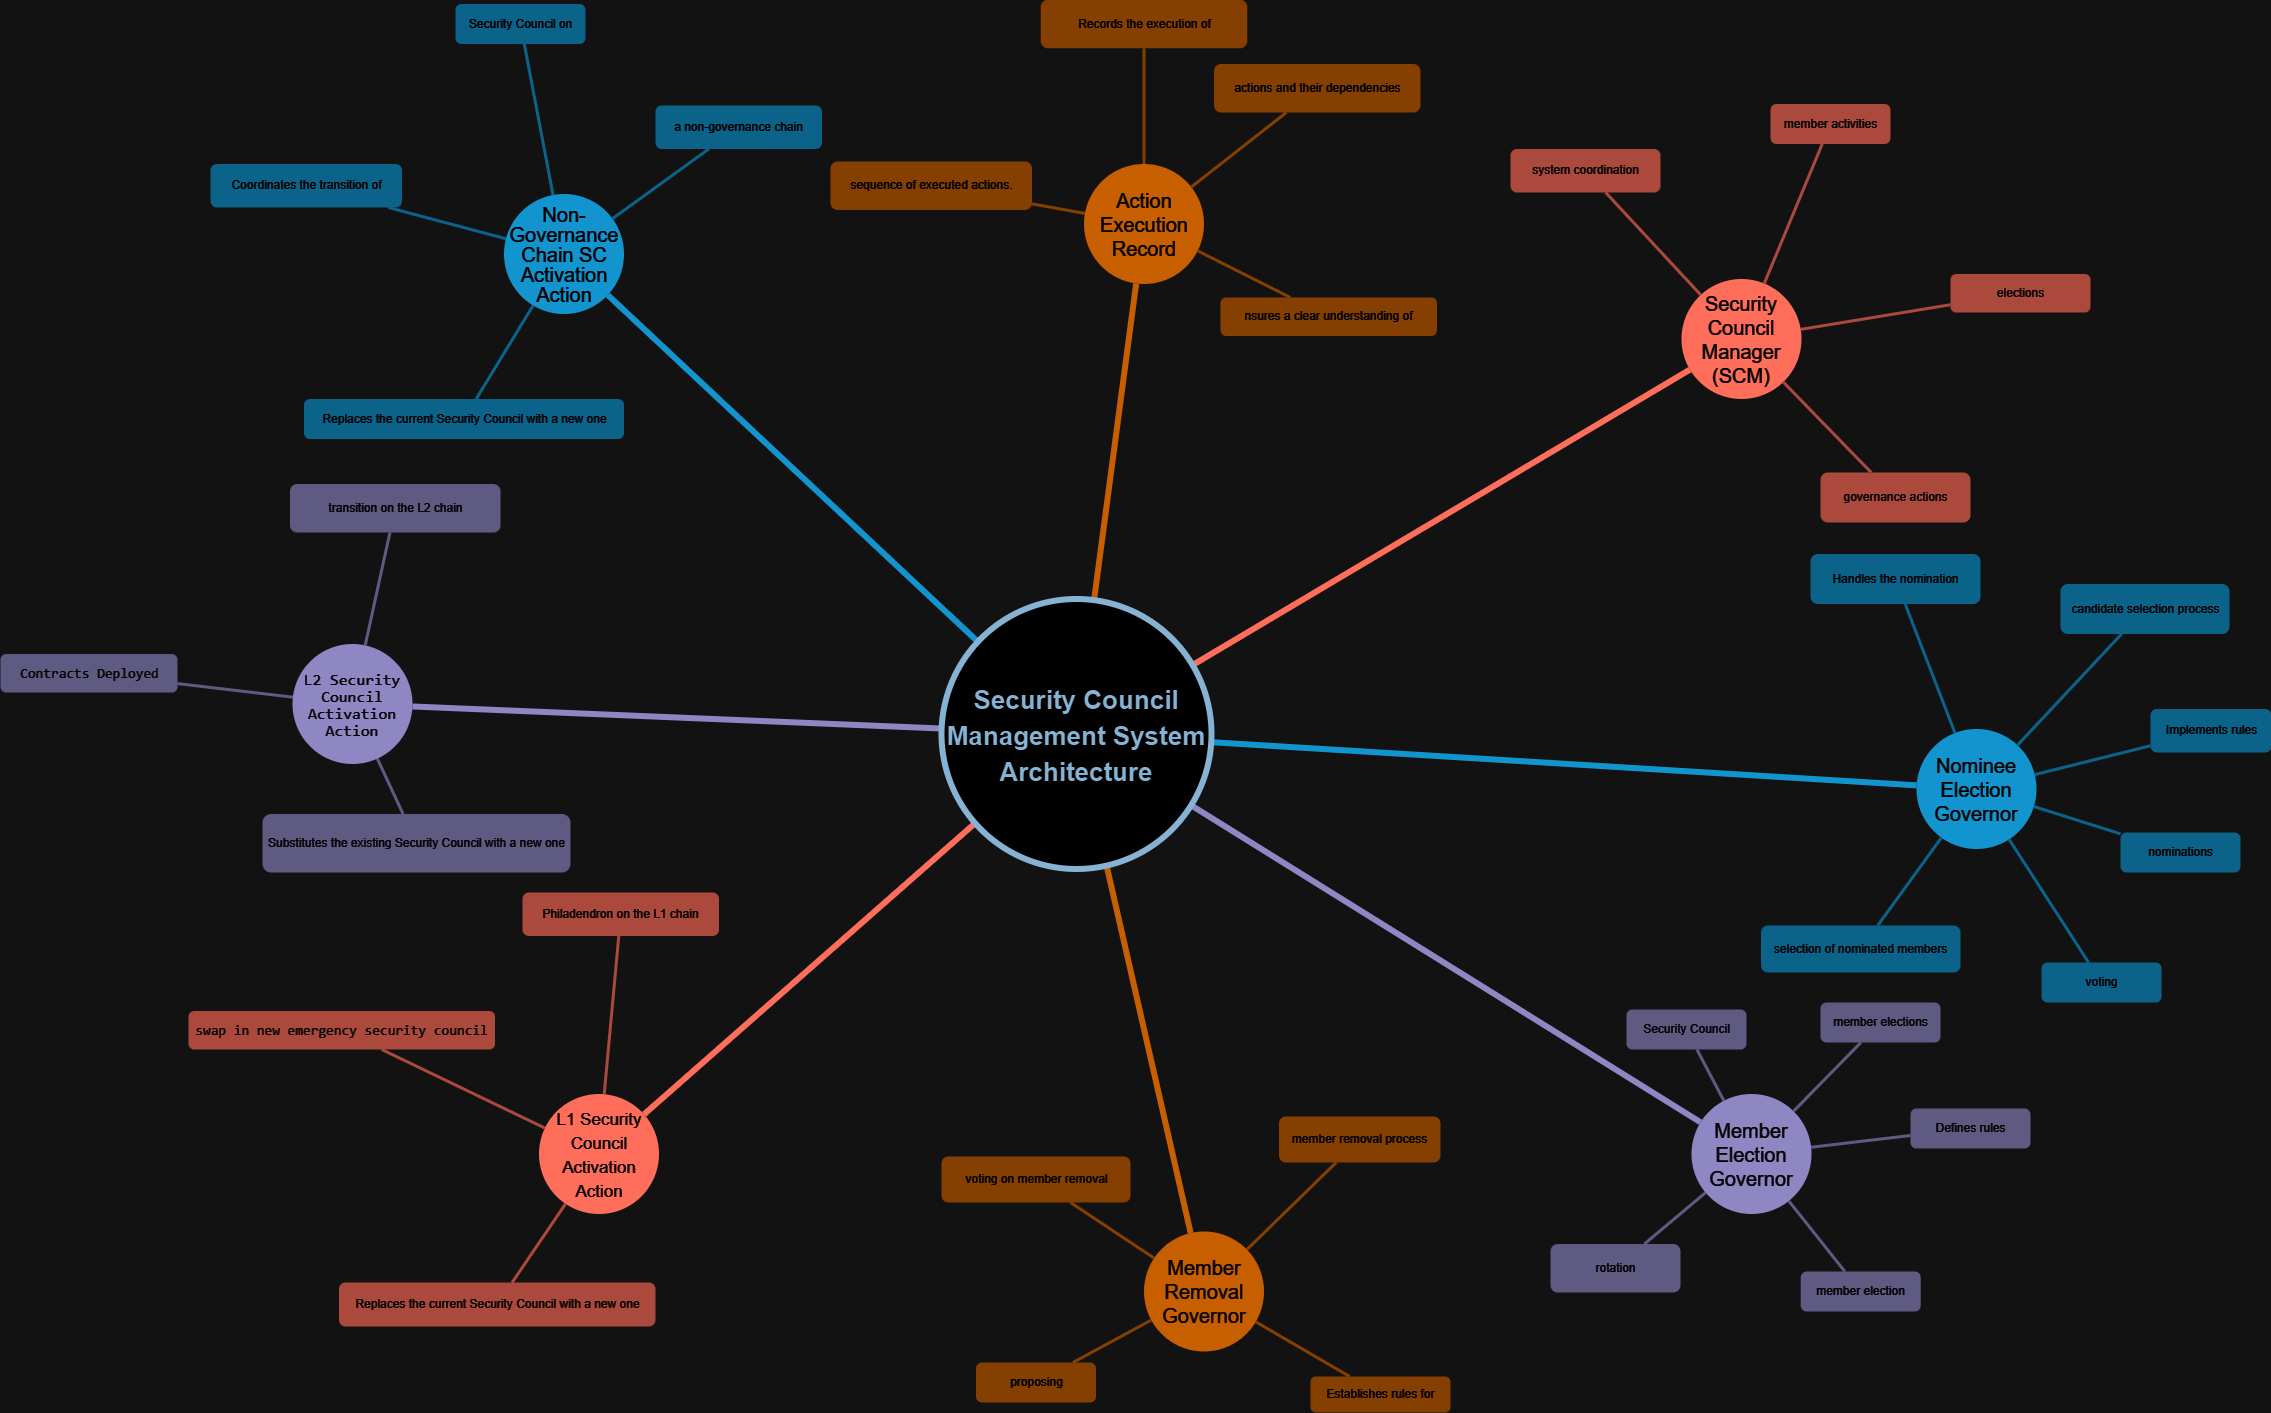 Security Council on
Records the execution of
actions and their dependencies
a non-governance chain
member activities
system coordination
Coordinates the transition of
sequence of executed actions.
Non-
Governance
Chain SC
Activation
Action
Action
Execution
Record
elections
nsures a clear understanding of
Security
Council
Manager
(SCM)
Replaces the current Security Council with a new one
governance actions
transition on the L2 chain
Handles the nomination
candidate selection process
Contracts Deployed
L2 Security
Council
Activation
Action
Security Council
Management System
Architecture
Implements rules
Nominee
Election
Governor
Substitutes the existing Security Council with a new one
nominations
Philadendron on the L1 chain
selection of nominated members
voting
swap in new emergency security council
Security Council
member elections
L1 Security
Council
Activation
Action
member removal process
Defines rules
Member
Election
Governor
voting on member removal
Member
Removal
Governor
rotation
member election
Replaces the current Security Council with a new one
proposing
Establishes rules for